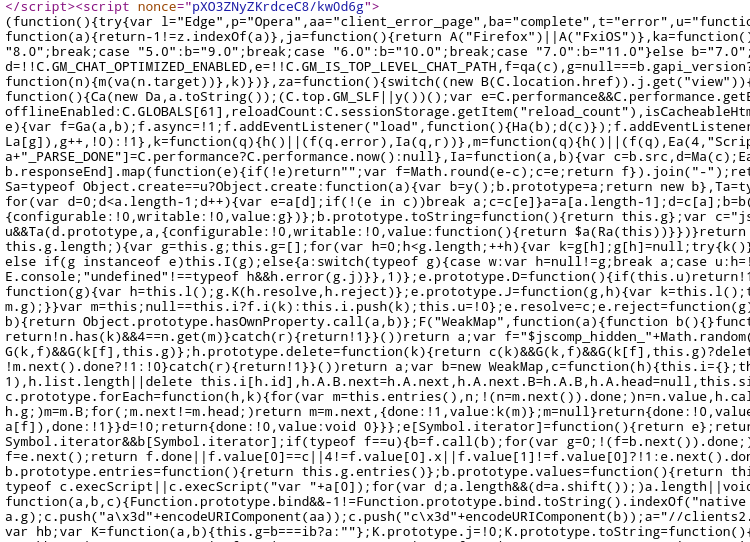 </script><script nonce="pXO3ZNyZKrdceC8/kw0d6g">
(function(){try{var l="Edge",p="Opera",aa="client_error_page",ba="complete",t="error",u="functio
function(a){return-1!=z.indexOf(a)},ja=function(){return A("Firefox")||A("FxiOS")},ka=function(
"8.0";break;case "5.0":b="9.0";break;case "6.0":b="10.0";break;case "7.0":b="11.0"}else b="7.0";
d=!!C.GM_CHAT_OPTIMIZED_ENABLED,e=!!C.GM_IS_TOP_LEVEL_CHAT_PATH,f=qa(c),g=null===b.gapi_version?
function(n){m(va(n.target))},k)})},za=function(){switch((new B(C.location.href)).j.get("view")){
function(){Ca(new Da,a.toString());(C.top.GM_SLF||y())();var e=C.performance&&C.performance.getE
offlineEnabled:C.GLOBALS[61],reloadCount:C.sessionStorage.getItem("reload_count"),isCacheableHtm
e){var f=Ga(a,b);f.async=!1;f.addEventListener("load",function(){Ha(b);d(c)});f.addEventListener
La[g]),g++,!0):!1},k=function(q){h()||(f(q.error),Ia(q,r))},m=function(q){h()||(f(q),Ea(4,"Scrip
a+"_PARSE_DONE"]=C.performance?C.performance.now():null},Ia=function(a,b){var c=b.src,d=Ma(c);Ea
b.responseEnd].map(function(e){if(!e)return"";var f=Math.round(e-c);c=e;return f}).join("-");ret
Sa=typeof Object.create==u?Object.create:function(a){var b=y();b.prototype=a;return new b},Ta=ty
for(var d=0;d<a.length-1;d++){var e=a[d];if(!(e in c))break a;c=c[e]}a=a[a.length-1];d=c[a];b=b(
{configurable:!0,writable:!0,value:g})};b.prototype.toString=function(){return this.g};var c="js
u&&Ta(d.prototype,a,{configurable:!0,writable:!0,value:function(){return $a(Ra(this))}})}return
this.g.length;){var g=this.g;this.g=[];for(var h=0;h<g.length;++h){var k=g[h];g[h]=null;try{k()}
else if(g instanceof e)this.I(g);else{a:switch(typeof g){case w:var h=null!=g;break a;case u:h=!
E.console;"undefined"!==typeof h&&h.error(g.j)}},1)};e.prototype.D=function(){if(this.u)return!1
function(g){var h=this.l();g.K(h.resolve,h.reject)};e.prototype.J=function(g,h){var k=this.l();t
m.g);}}var m=this;null==this.i?f.i(k):this.i.push(k);this.u=!0};e.resolve=c;e.reject=function(g)
b){return Object.prototype.hasOwnProperty.call(a,b)};F("WeakMap",function(a){function b(){}funct
return!n.has(k)&&4==n.get(m)}catch(r){return!1}}())return a;var f="$jscomp_hidden_"+Math.random(
G(k,f)&&G(k[f],this.g)};h.prototype.delete=function(k){return c(k)&&G(k,f)&&G(k[f],this.g)?delet
!m.next().done?!1:!0}catch(r){return!1}}())return a;var b=new WeakMap,c=function(h){this.i={};th
1),h.list.length||delete this.i[h.id],h.A.B.next=h.A.next,h.A.next.B=h.A.B,h.A.head=null,this.si
c.prototype.forEach=function(h,k){for(var m=this.entries(),n;!(n=m.next()).done;)n=n.value,h.cal
h.g;)m=m.B;for(;m.next!=m.head;)return m=m.next,{done:!1,value:k(m)};m=null}return{done:!0,value
a[f]),done:!1}}d=!0;return{done:!0,value:void 0}}};e[Symbol.iterator]=function(){return e};retur
Symbol.iterator&&b[Symbol.iterator];if(typeof f==u){b=f.call(b);for(var g=0;!(f=b.next()).done;)
f=e.next();return f.done||f.value[0]==c||4!=f.value[0].x||f.value[1]!=f.value[0]?!1:e.next().don
b.prototype.entries=function(){return this.g.entries()};b.prototype.values=function(){return thi
typeof c.execScript||c.execScript("var "+a[0]);for(var d;a.length&&(d=a.shift());)a.length||void
function(a,b,c){Function.prototype.bind&&-1!=Function.prototype.bind.toString().indexOf("native
a.g);c.push("a\x3d"+encodeURIComponent(aa));c.push("c\x3d"+encodeURIComponent(b));a="//clients2.
var hb;var K=function(a,b){this.g=b===ib?a:""};K.prototype.j=!0;K.prototype.toString=function(){